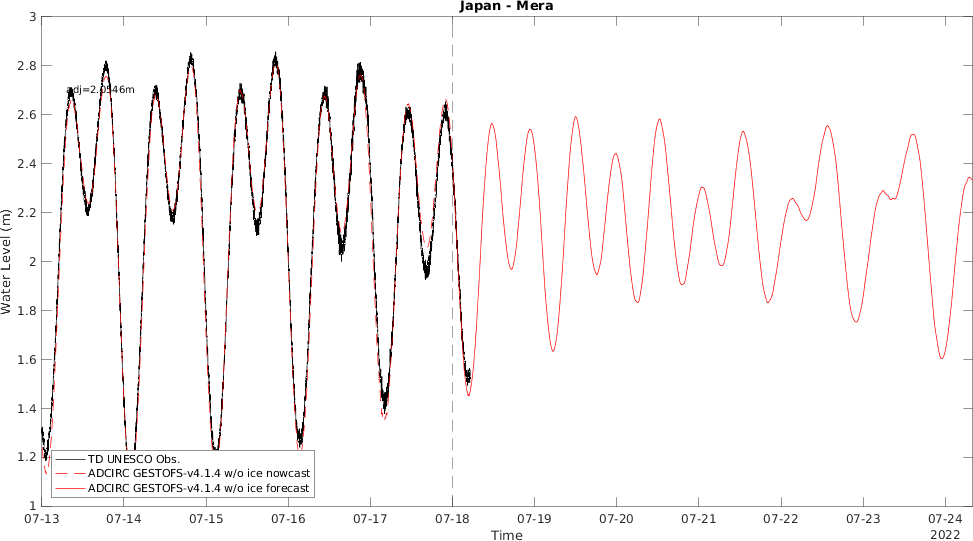 Japan - Mera
3
2.8
2.6
2.4
2.2
2
1.8
1.6
1.4
1.2
1
Water Level (m)
adj=2.0546m
TD UNESCO Obs.
ADCIRC GESTOFS-v4.1.4 w/o ice nowcast
ADCIRC GESTOFS-v4.1.4 w/o ice forecast
07-13 07-14 07-15 07-16 07-17 07-18 07-19 07-20 07-21 07-22 07-23 07-24
2022
Time